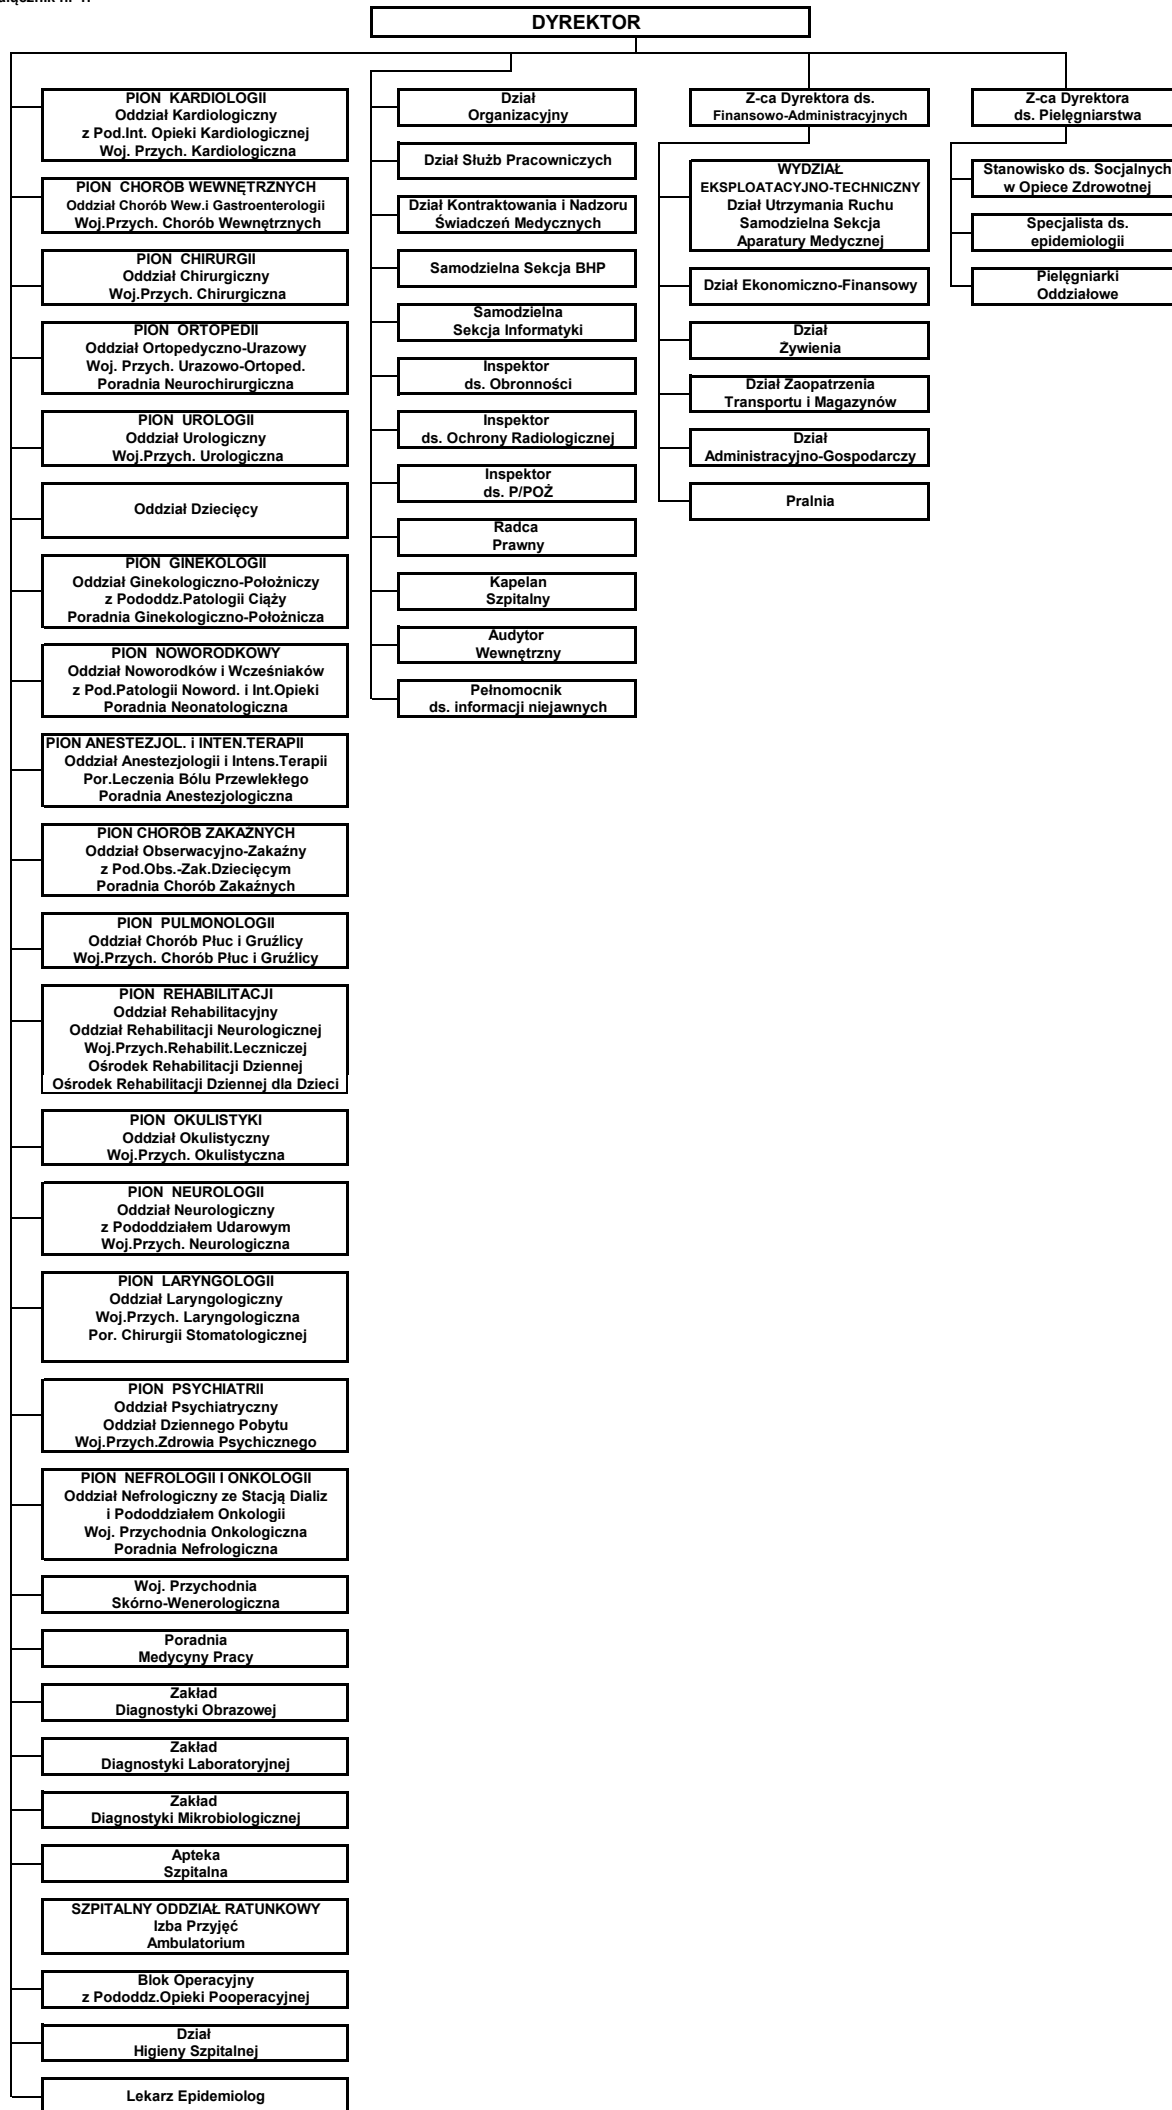 DYREKTOR
PION KARDIOLOGII
Oddział Kardiologiczny
z Pod.Int. Opieki Kardiologicznej
Woj. Przych. Kardiologiczna
PION CHORÓB WEWNĘTRZNYCH
Oddział Chorób Wew.i Gastroenterologii
Woj.Przych. Chorób Wewnętrznych
PION CHIRURGII
Oddział Chirurgiczny
Woj.Przych. Chirurgiczna
PION ORTOPEDII
Oddział Ortopedyczno-Urazowy
Woj. Przych. Urazowo-Ortoped.
Poradnia Neurochirurgiczna
PION UROLOGII
Oddział Urologiczny
Woj.Przych. Urologiczna
Oddział Dziecięcy
PION GINEKOLOGII
Oddział Ginekologiczno-Położniczy
z Pododdz.Patologii Ciąży
Poradnia Ginekologiczno-Położnicza
PION NOWORODKOWY
Oddział Noworodków i Wcześniaków
z Pod.Patologii Noword. i Int.Opieki
Poradnia Neonatologiczna
PION ANESTEZJOL. i INTEN.TERAPII
Oddział Anestezjologii i Intens.Terapii
Por.Leczenia Bólu Przewlekłego
Poradnia Anestezjologiczna
PION CHORÓB ZAKAŹNYCH
Oddział Obserwacyjno-Zakaźny
z Pod.Obs.-Zak.Dziecięcym
Poradnia Chorób Zakaźnych
PION PULMONOLOGII
Oddział Chorób Płuc i Gruźlicy
Woj.Przych. Chorób Płuc i Gruźlicy
PION REHABILITACJI
Oddział Rehabilitacyjny
Oddział Rehabilitacji Neurologicznej
Woj.Przych.Rehabilit.Leczniczej
Ośrodek Rehabilitacji Dziennej
Ośrodek Rehabilitacji Dziennej dla Dzieci
PION OKULISTYKI
Oddział Okulistyczny
Woj.Przych. Okulistyczna
PION NEUROLOGII
Oddział Neurologiczny
z Pododdziałem Udarowym
Woj.Przych. Neurologiczna
PION LARYNGOLOGII
Oddział Laryngologiczny
Woj.Przych. Laryngologiczna
Por. Chirurgii Stomatologicznej
PION PSYCHIATRII
Oddział Psychiatryczny
Oddział Dziennego Pobytu
Woj.Przych.Zdrowia Psychicznego
PION NEFROLOGII I ONKOLOGII
Oddział Nefrologiczny ze Stacją Dializ
i Pododdziałem Onkologii
Woj. Przychodnia Onkologiczna
Poradnia Nefrologiczna
Woj. Przychodnia
Skórno-Wenerologiczna
Poradnia
Medycyny Pracy
Zakład
Diagnostyki Obrazowej
Zakład
Diagnostyki Laboratoryjnej
Zakład
Diagnostyki Mikrobiologicznej
Apteka
Szpitalna
SZPITALNY ODDZIAŁ RATUNKOWY
Izba Przyjęć
Ambulatorium
Blok Operacyjny
z Pododdz.Opieki Pooperacyjnej
Dział
Higieny Szpitalnej
Lekarz Epidemiolog
Dział
Organizacyjny
Dział Służb Pracowniczych
Dział Kontraktowania i Nadzoru
Świadczeń Medycznych
Samodzielna Sekcja BHP
Samodzielna
Sekcja Informatyki
Inspektor
ds. Obronności
Inspektor
ds. Ochrony Radiologicznej
Inspektor
ds. P/POŻ
Radca
Prawny
Kapelan
Szpitalny
Audytor
Wewnętrzny
Pełnomocnik
ds. informacji niejawnych
Z-ca Dyrektora ds.
Finansowo-Administracyjnych
WYDZIAŁ
EKSPLOATACYJNO-TECHNICZNY
Dział Utrzymania Ruchu
Samodzielna Sekcja
Aparatury Medycznej
Dział Ekonomiczno-Finansowy
Dział
Żywienia
Dział Zaopatrzenia
Transportu i Magazynów
Dział
Administracyjno-Gospodarczy
Pralnia
Z-ca Dyrektora
ds. Pielęgniarstwa
Stanowisko ds. Socjalnych
w Opiece Zdrowotnej
Specjalista ds.
epidemiologii
Pielęgniarki
Oddziałowe